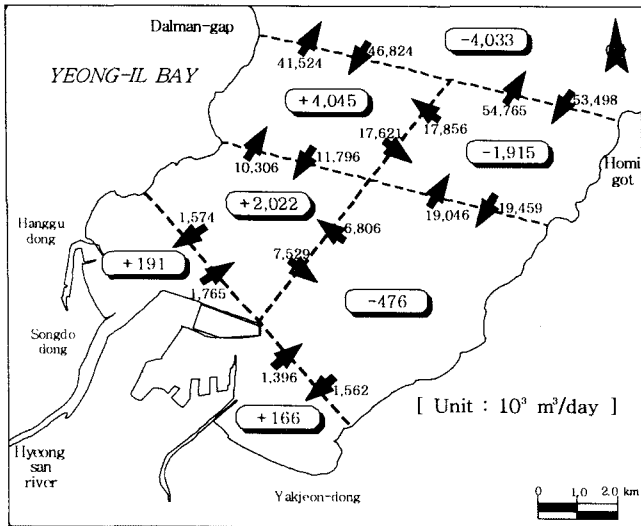 Dalman-gap
-4,033
46,824
41,524
YEONG-IL BAY
+4,045
53,498
54,765
17,621
17,856
-1,915
Homi
got
10,306
11,796
+2,022
19,046
19,459
Hanggu
dong
1,574
6,806
7,529
+191
1,765
-476
Songdo
dong
1,396
1,562
[ Unit : 10³ m³/day ]
+166
Hyeong
san
river
Yakjeon-dong
0 1.0 2.0 km